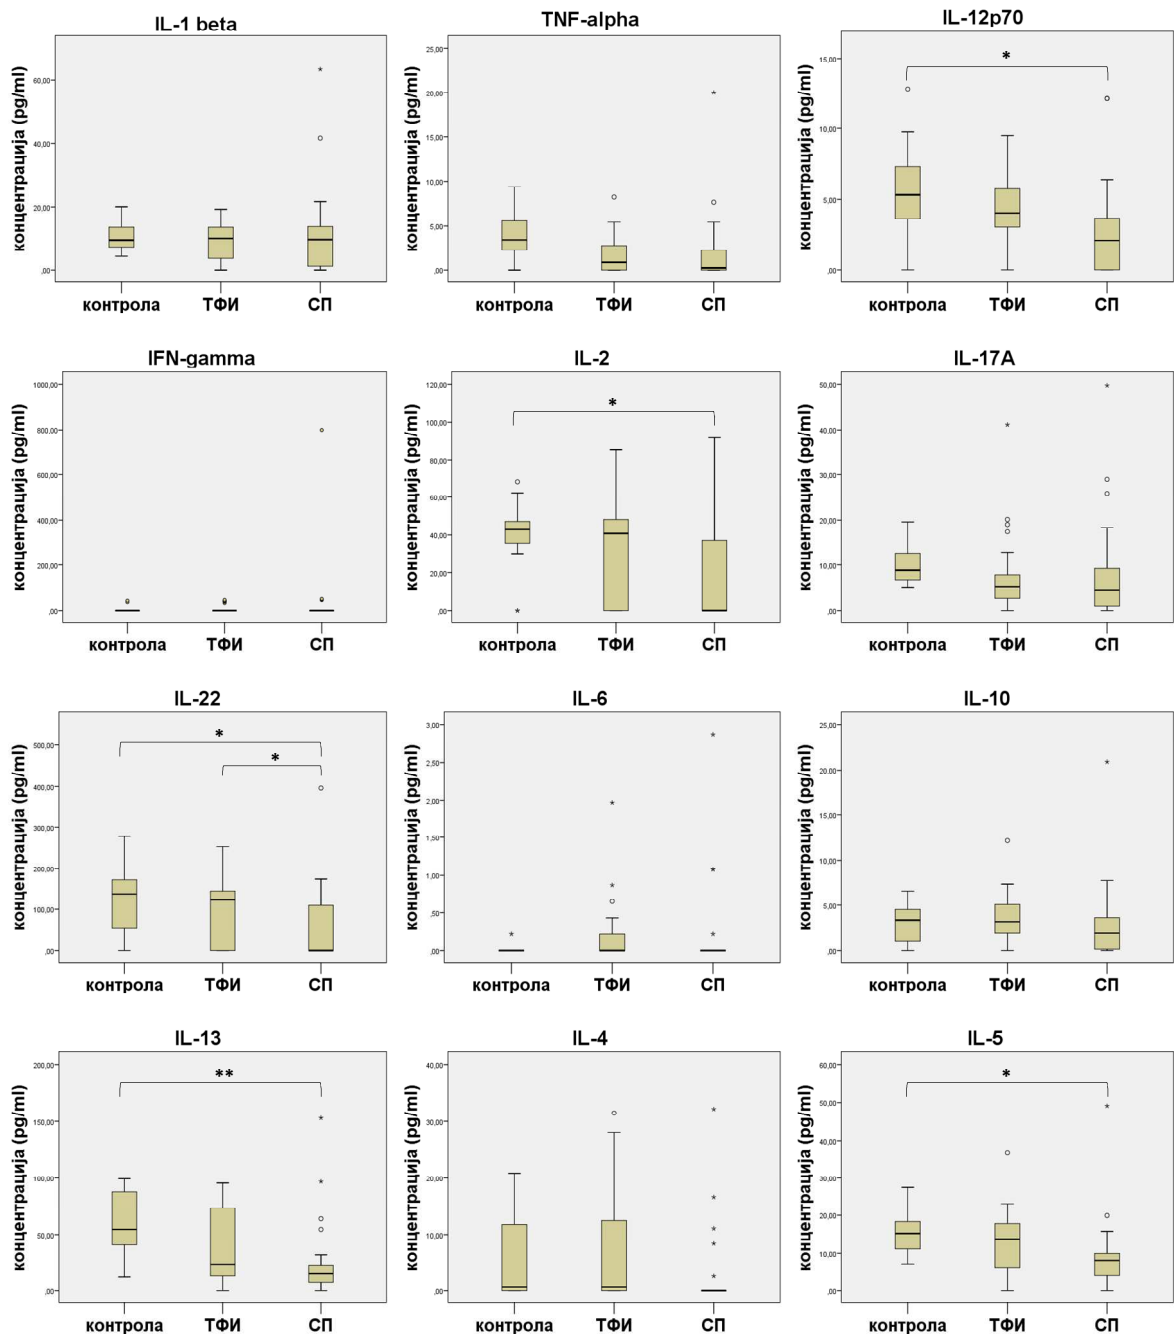 IL-1 beta
концентрација (pg/ml)
60,00
40,00
20,00
,00
контрола ТФИ СП
TNF-alpha
концентрација (pg/ml)
25,00
20,00
15,00
10,00
5,00
,00
контрола ТФИ СП
IL-12p70
концентрација (pg/ml)
15,00
10,00
5,00
,00
*
контрола ТФИ СП
IFN-gamma
концентрација (pg/ml)
1000,00
800,00
600,00
400,00
200,00
,00
контрола ТФИ СП
IL-2
концентрација (pg/ml)
120,00
100,00
80,00
60,00
40,00
20,00
,00
*
контрола ТФИ СП
IL-17A
концентрација (pg/ml)
50,00
40,00
30,00
20,00
10,00
,00
контрола ТФИ СП
IL-22
концентрација (pg/ml)
500,00
400,00
300,00
200,00
100,00
,00
*
*
контрола ТФИ СП
IL-6
концентрација (pg/ml)
3,00
2,50
2,00
1,50
1,00
,50
,00
контрола ТФИ СП
IL-10
концентрација (pg/ml)
25,00
20,00
15,00
10,00
5,00
,00
контрола ТФИ СП
IL-13
концентрација (pg/ml)
200,00
150,00
100,00
50,00
,00
**
контрола ТФИ СП
IL-4
концентрација (pg/ml)
40,00
30,00
20,00
10,00
,00
контрола ТФИ СП
IL-5
концентрација (pg/ml)
60,00
50,00
40,00
30,00
20,00
10,00
,00
*
контрола ТФИ СП